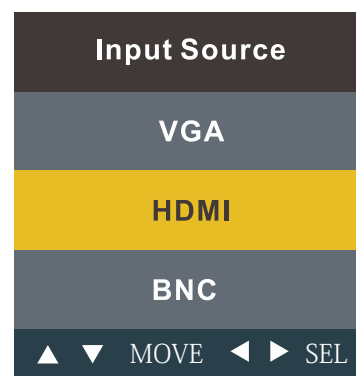 Input Source
VGA
HDMI
BNC
▲ ▼ MOVE ◀ ▶ SEL